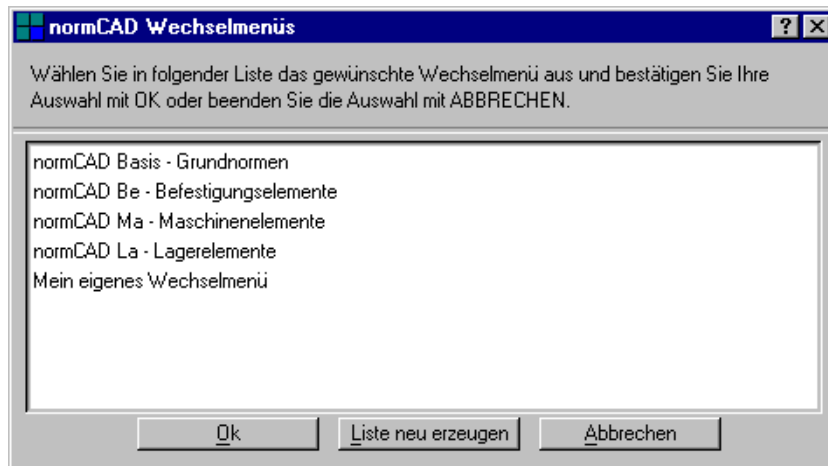 normCAD Wechselmenüs
Wählen Sie in folgender Liste das gewünschte Wechselmenü aus und bestätigen Sie Ihre
Auswahl mit OK oder beenden Sie die Auswahl mit ABBRECHEN.
normCAD Basis - Grundnormen
normCAD Be - Befestigungselemente
normCAD Ma - Maschinenelemente
normCAD La - Lagerelemente
Mein eigenes Wechselmenü
Ok Liste neu erzeugen Abbrechen